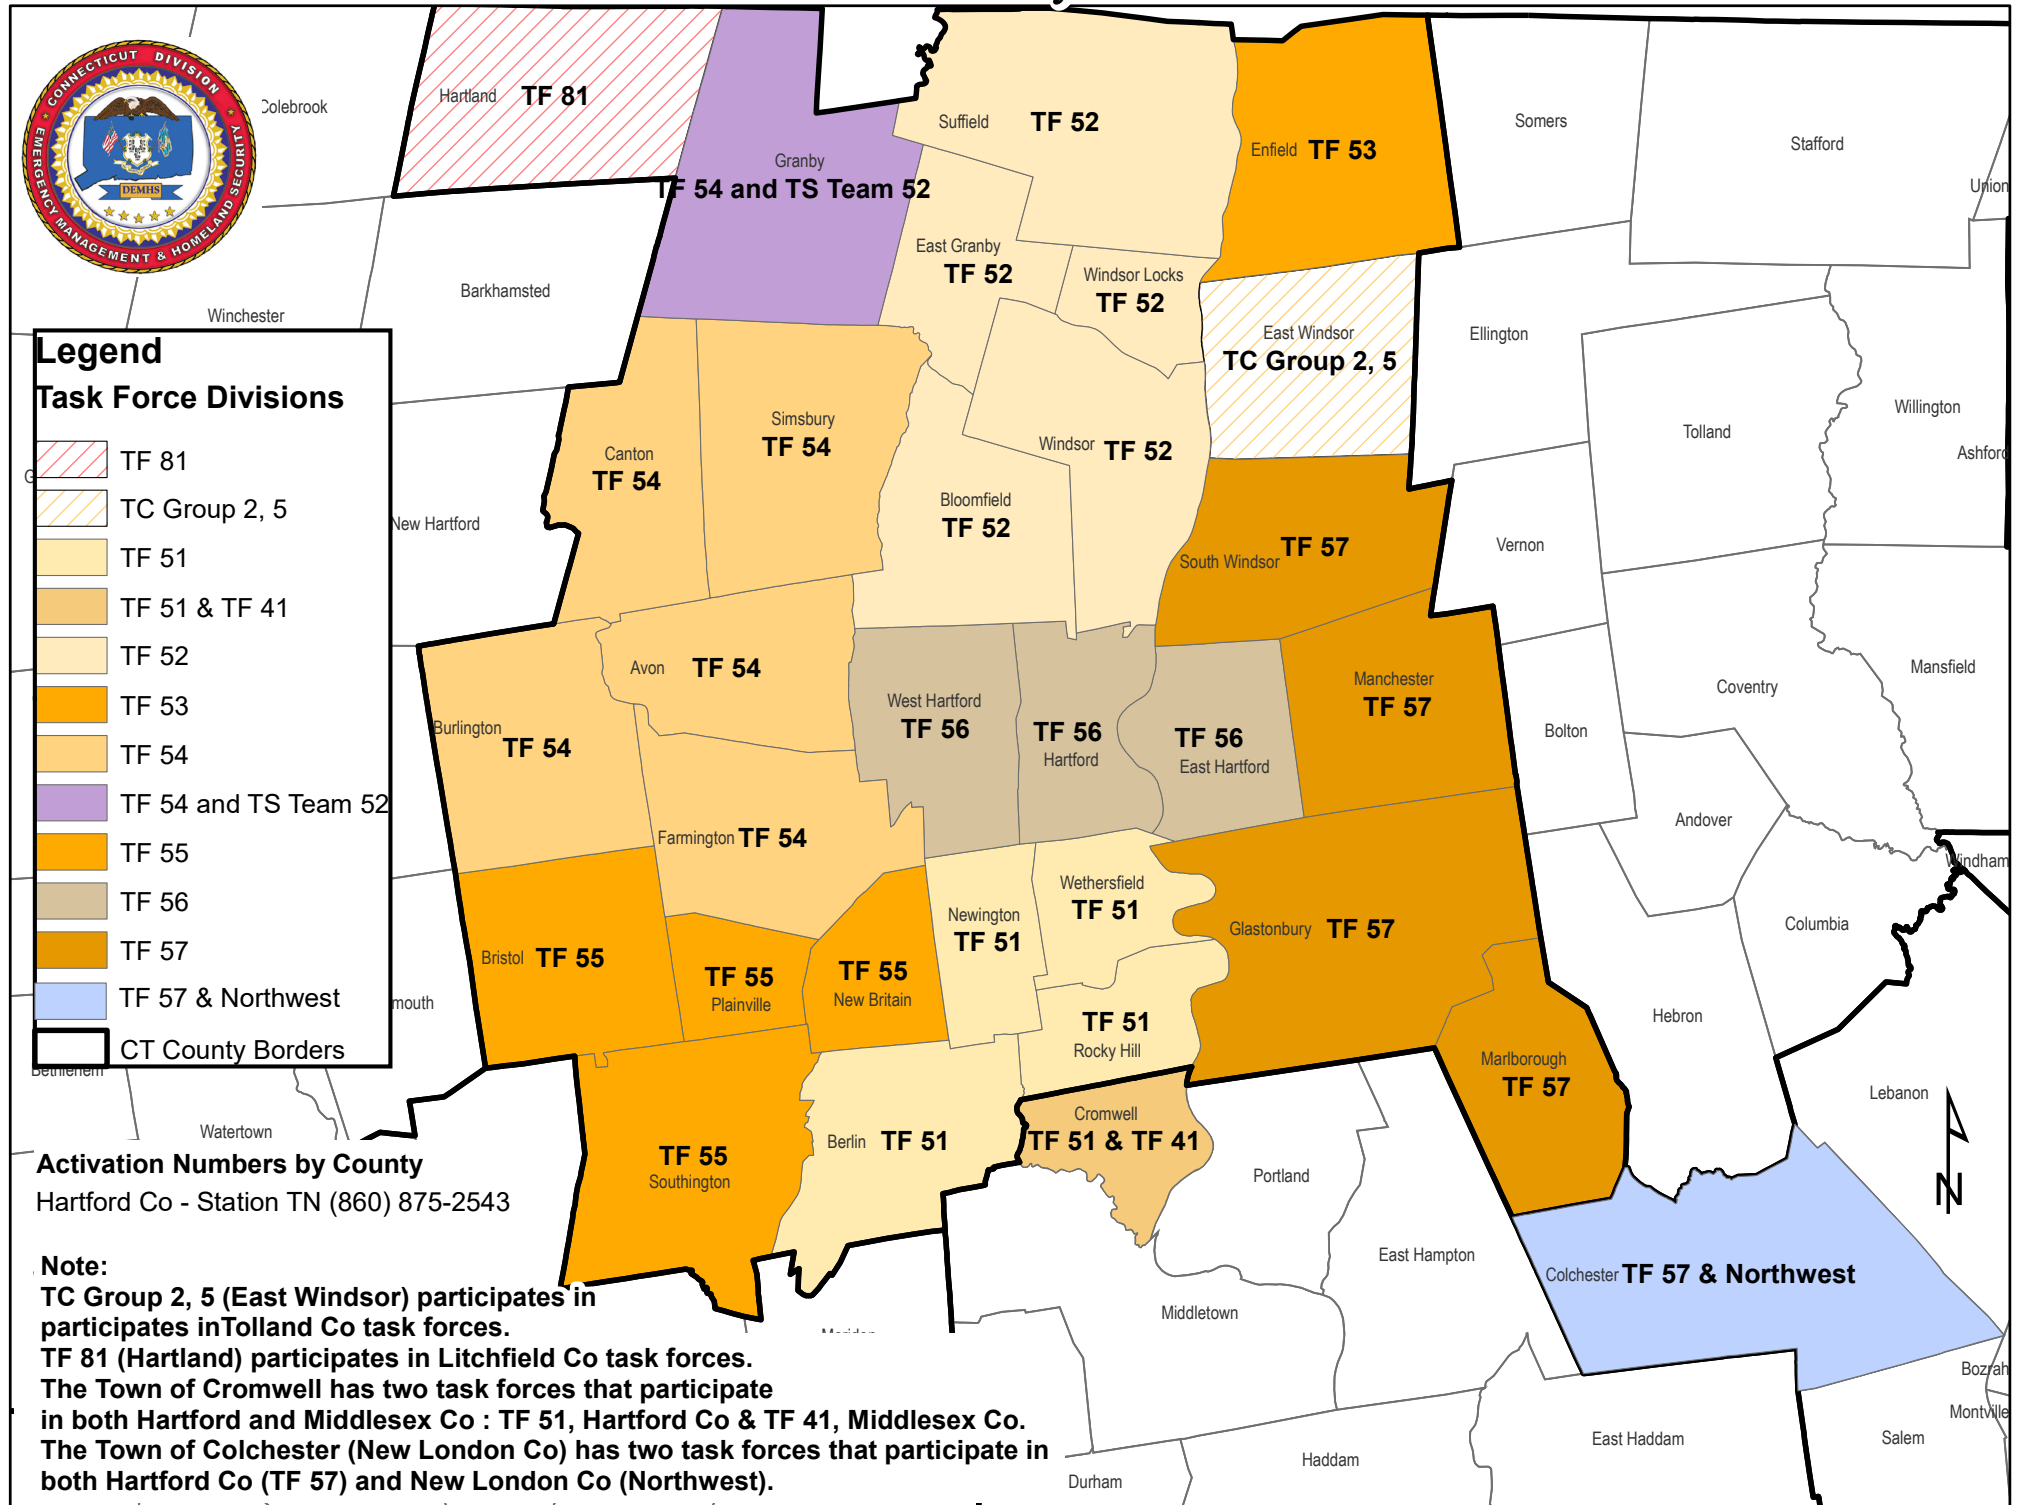 CONNECTICUT DIVISION
EMERGENCY MANAGEMENT & HOMELAND SECURITY
DEMHS
Colebrook
Hartland TF 81
Granby
TF 54 and TS Team 52
Suffield TF 52
Enfield TF 53
Somers
Stafford
Union
East Granby
TF 52
Windsor Locks
TF 52
Barkhamsted
Winchester
East Windsor
TC Group 2, 5
Ellington
Tolland
Willington
Ashford
Legend
Task Force Divisions
TF 81
TC Group 2, 5
TF 51
TF 51 & TF 41
TF 52
TF 53
TF 54
TF 54 and TS Team 52
TF 55
TF 56
TF 57
TF 57 & Northwest
CT County Borders
New Hartford
Canton
TF 54
Simsbury
TF 54
Bloomfield
TF 52
Windsor TF 52
South Windsor TF 57
Vernon
Mansfield
Coventry
Bolton
Andover
Windham
Columbia
Burlington TF 54
Avon TF 54
Farmington TF 54
West Hartford
TF 56
TF 56
Hartford
TF 56
East Hartford
Manchester
TF 57
Bristol TF 55
TF 55
Plainville
TF 55
New Britain
Newington
TF 51
Wethersfield
TF 51
TF 51
Rocky Hill
Glastonbury TF 57
Marlborough
TF 57
Hebron
Lebanon
mouth
Bethlehem
Watertown
TF 55
Southington
Berlin TF 51
Cromwell
TF 51 & TF 41
Portland
East Hampton
Colchester TF 57 & Northwest
N
Middletown
Meriden
Durham
Haddam
East Haddam
Salem
Bozrah
Montville
Activation Numbers by County
Hartford Co - Station TN (860) 875-2543
Note:
TC Group 2, 5 (East Windsor) participates in
participates inTolland Co task forces.
TF 81 (Hartland) participates in Litchfield Co task forces.
The Town of Cromwell has two task forces that participate
in both Hartford and Middlesex Co : TF 51, Hartford Co & TF 41, Middlesex Co.
The Town of Colchester (New London Co) has two task forces that participate in
both Hartford Co (TF 57) and New London Co (Northwest).